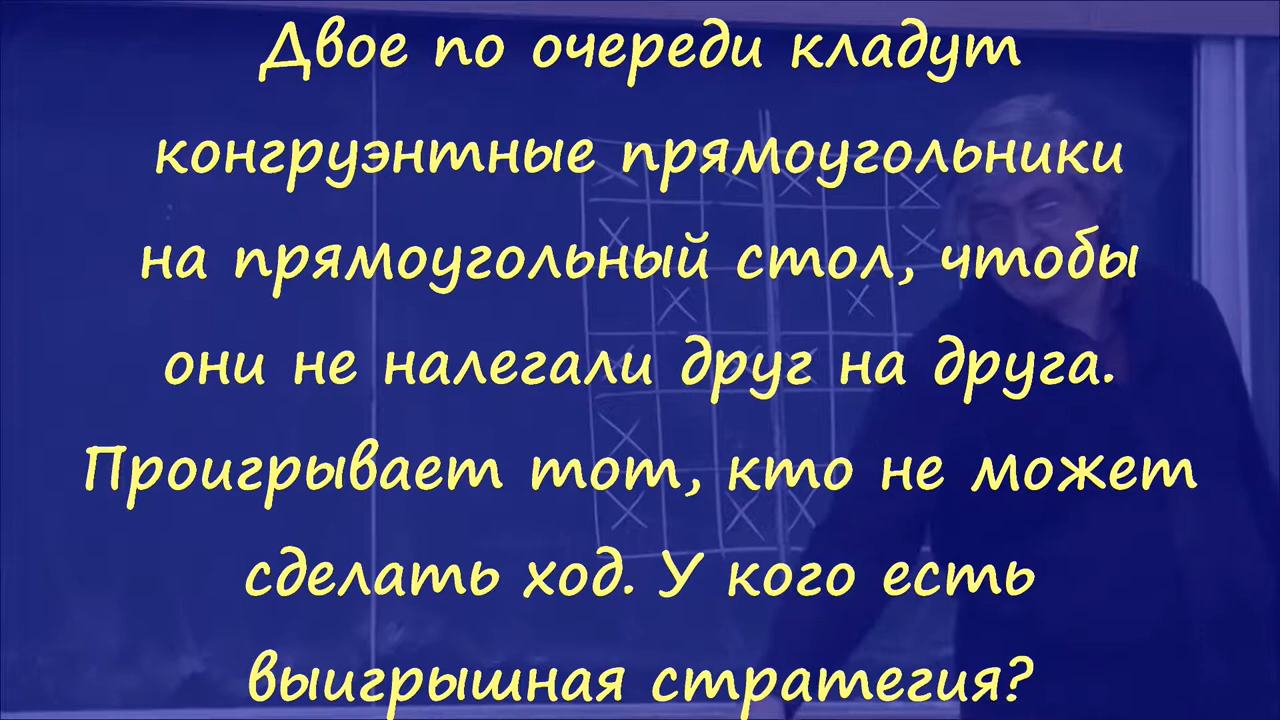 Двое по очереди кладут
конгруэнтные прямоугольники
на прямоугольный стол, чтобы
они не налегали друг на друга.
Проигрывает тот, кто не может
сделать ход. У кого есть
выигрышная стратегия?